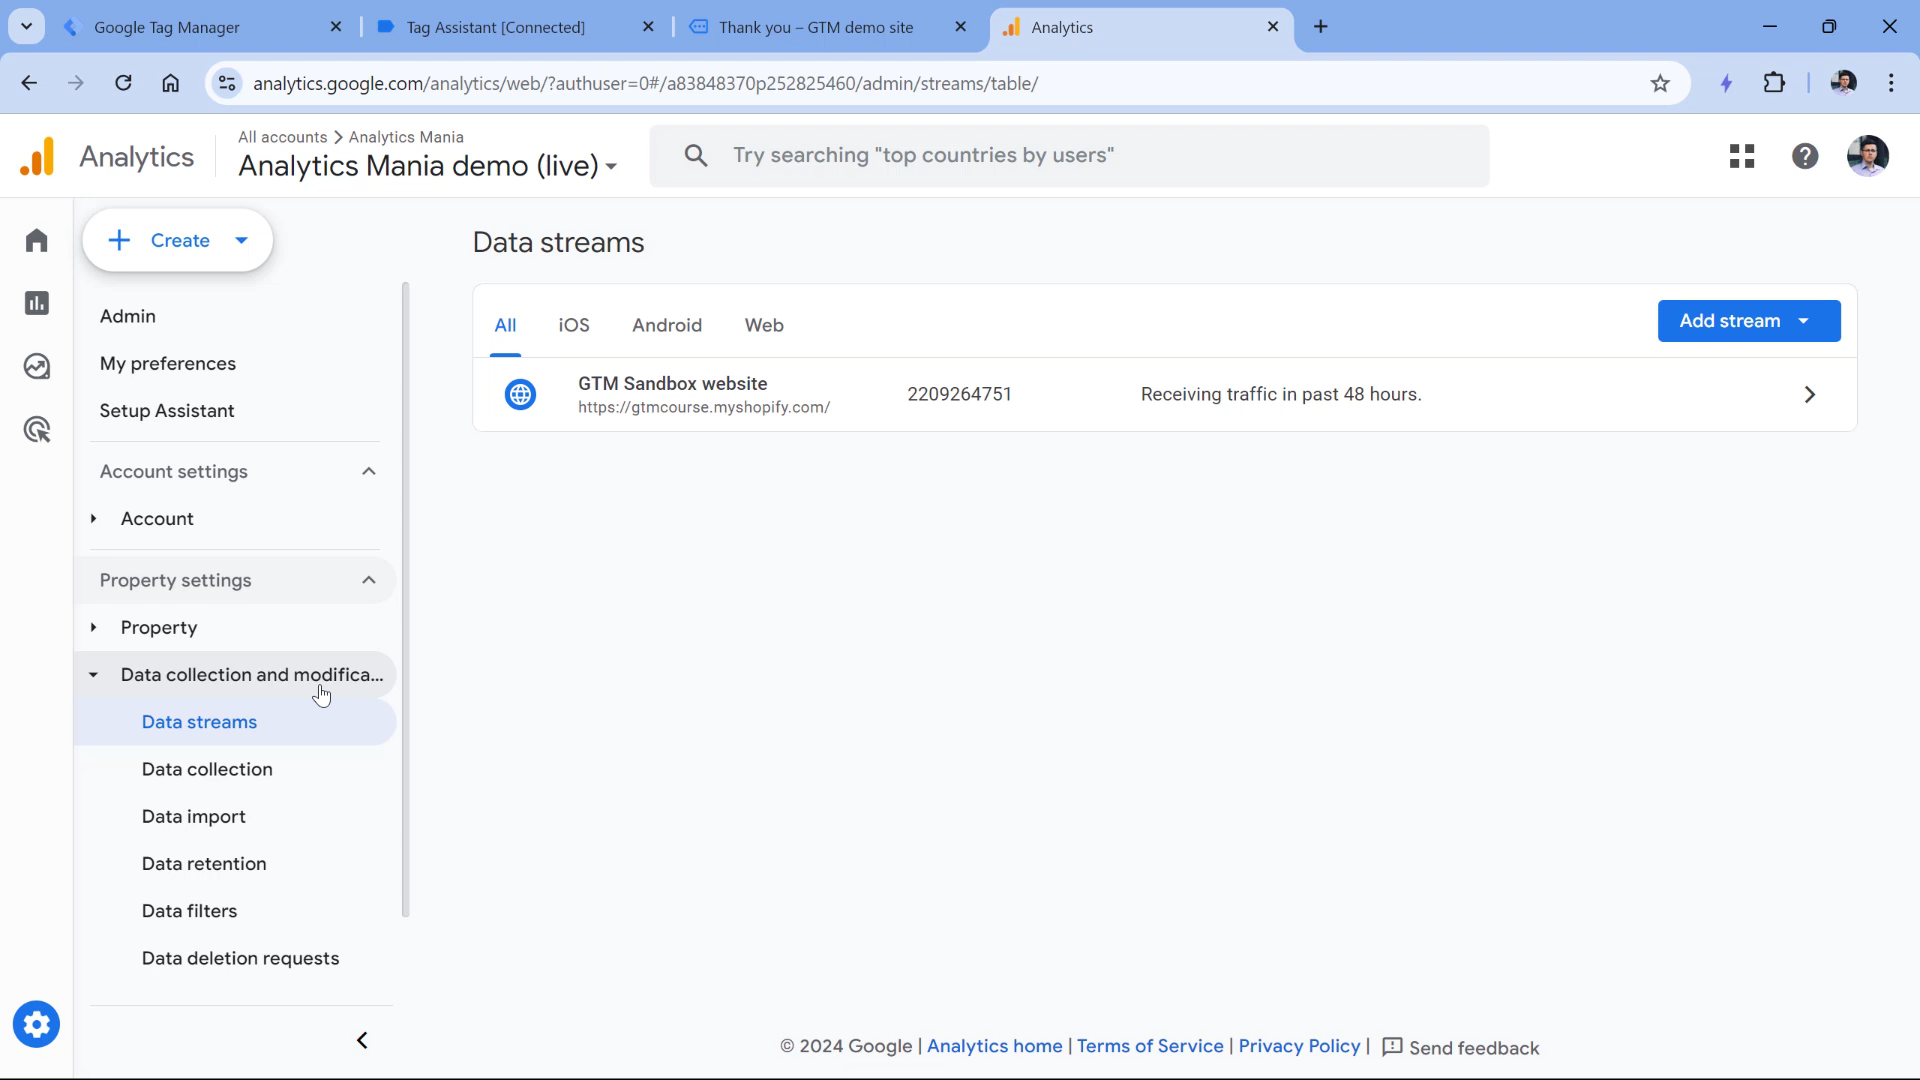 Google Tag Manager
Tag Assistant [Connected]
Thank you – GTM demo site
Analytics
analytics.google.com/analytics/web/?authuser=0#/a83848370p252825460/admin/streams/table/
Analytics
All accounts > Analytics Mania
Analytics Mania demo (live)
Try searching "top countries by users"
Create
Admin
My preferences
Setup Assistant
Account settings
Account
Property settings
Property
Data collection and modifica...
Data streams
Data collection
Data import
Data retention
Data filters
Data deletion requests
Data streams
All iOS Android Web
Add stream
GTM Sandbox website
https://gtmcourse.myshopify.com/
2209264751
Receiving traffic in past 48 hours.
© 2024 Google | Analytics home | Terms of Service | Privacy Policy | Send feedback